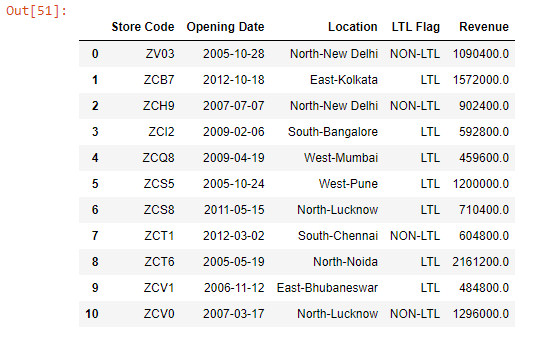 Out[51]:
Store Code Opening Date Location LTL Flag Revenue
0 ZV03 2005-10-28 North-New Delhi NON-LTL 1090400.0
1 ZCB7 2012-10-18 East-Kolkata LTL 1572000.0
2 ZCH9 2007-07-07 North-New Delhi NON-LTL 902400.0
3 ZCI2 2009-02-06 South-Bangalore LTL 592800.0
4 ZCQ8 2009-04-19 West-Mumbai LTL 459600.0
5 ZCS5 2005-10-24 West-Pune LTL 1200000.0
6 ZCS8 2011-05-15 North-Lucknow LTL 710400.0
7 ZCT1 2012-03-02 South-Chennai NON-LTL 604800.0
8 ZCT6 2005-05-19 North-Noida LTL 2161200.0
9 ZCV1 2006-11-12 East-Bhubaneswar LTL 484800.0
10 ZCV0 2007-03-17 North-Lucknow NON-LTL 1296000.0